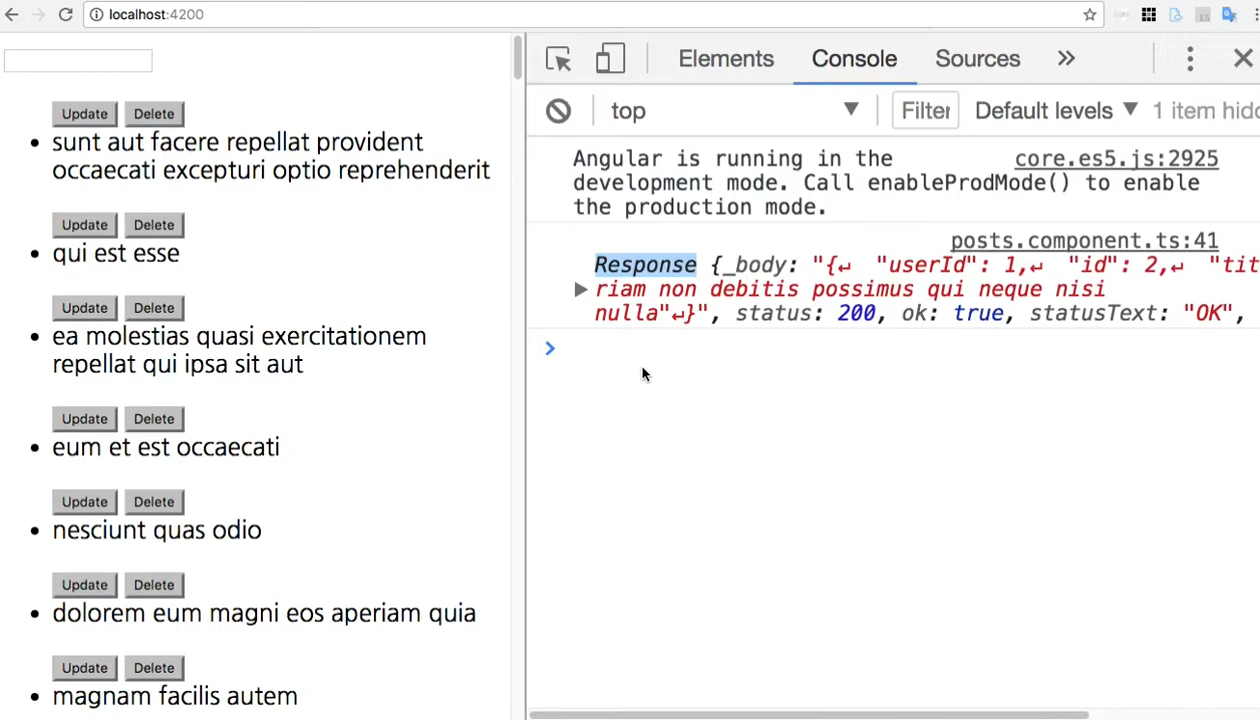 localhost:4200
Update Delete
sunt aut facere repellat provident
occaecati excepturi optio reprehenderit
Update Delete
qui est esse
Update Delete
ea molestias quasi exercitationem
repellat qui ipsa sit aut
Update Delete
eum et est occaecati
Update Delete
nesciunt quas odio
Update Delete
dolorem eum magni eos aperiam quia
Update Delete
magnam facilis autem
Elements Console Sources »
top Filter Default levels 1 item hid
Angular is running in the core.es5.js:2925
development mode. Call enableProdMode() to enable
the production mode.
posts.component.ts:41
Response {_body: "{↵  "userId": 1,↵  "id": 2,↵  "tit
riam non debitis possimus qui neque nisi
nulla"↵}", status: 200, ok: true, statusText: "OK",